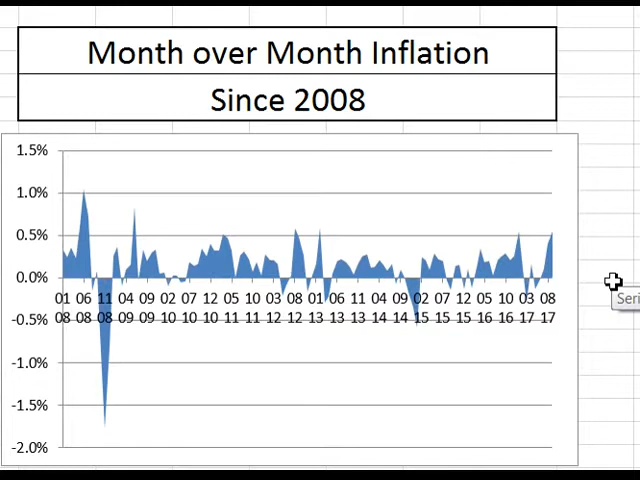 Month over Month Inflation
Since 2008
1.5%
1.0%
0.5%
0.0%
01 06 11 04 09 02 07 12 05 10 03 08 01 06 11 04 09 02 07 12 05 10 03 08
08 08 08 09 09 10 10 10 11 11 12 12 13 13 13 14 14 15 15 15 16 16 17 17
-0.5%
-1.0%
-1.5%
-2.0%
Seri